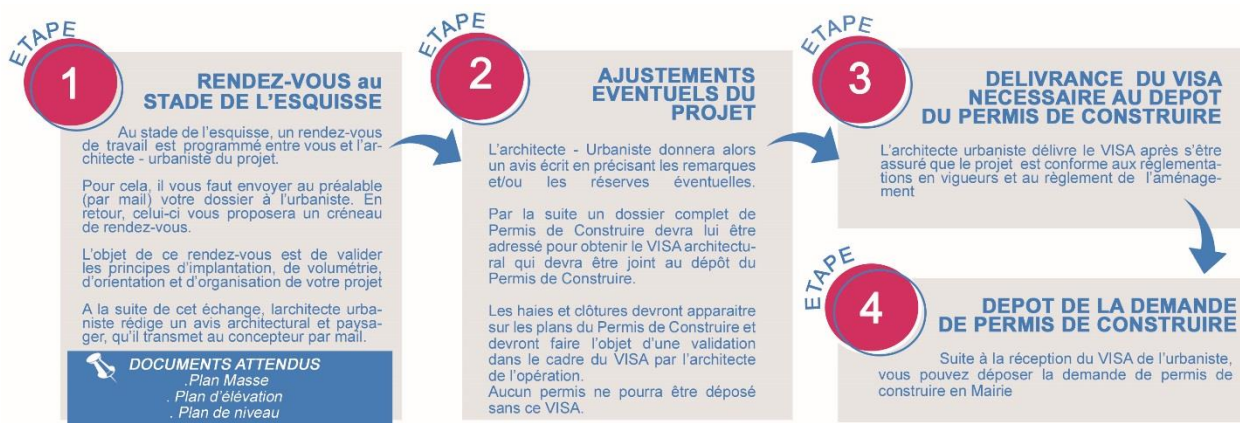 ETAPE
1
RENDEZ-VOUS au
STADE DE L’ESQUISSE
Au stade de l’esquisse, un rendez-vous
de travail est programmé entre vous et l’ar-
chitecte - urbaniste du projet.
Pour cela, il vous faut envoyer au préalable
(par mail) votre dossier à l’urbaniste. En
retour, celui-ci vous proposera un créneau
de rendez-vous.
L’objet de ce rendez-vous est de valider
les principes d’implantation, de volumétrie,
d’orientation et d’organisation de votre projet
A la suite de cet échange, larchitecte urba-
niste rédige un avis architectural et paysa-
ger, qu’il transmet au concepteur par mail.
DOCUMENTS ATTENDUS
.Plan Masse
. Plan d’élévation
. Plan de niveau
ETAPE
2
AJUSTEMENTS
EVENTUELS DU
PROJET
L’architecte - Urbaniste donnera alors
un avis écrit en précisant les remarques
et/ou les réserves éventuelles.
Par la suite un dossier complet de
Permis de Construire devra lui être
adressé pour obtenir le VISA architectu-
ral qui devra être joint au dépôt du
Permis de Construire.
Les haies et clôtures devront apparaitre
sur les plans du Permis de Construire et
devront faire l’objet d’une validation
dans le cadre du VISA par l’architecte
de l’opération.
Aucun permis ne pourra être déposé
sans ce VISA.
ETAPE
3
DELIVRANCE DU VISA
NECESSAIRE AU DEPOT
DU PERMIS DE CONSTRUIRE
L’architecte urbaniste délivre le VISA après s’être
assuré que le projet est conforme aux réglementa-
tions en vigueurs et au règlement de l’aménage-
ment
ETAPE
4
DEPOT DE LA DEMANDE
DE PERMIS DE CONSTRUIRE
Suite à la réception du VISA de l’urbaniste,
vous pouvez déposer la demande de permis de
construire en Mairie